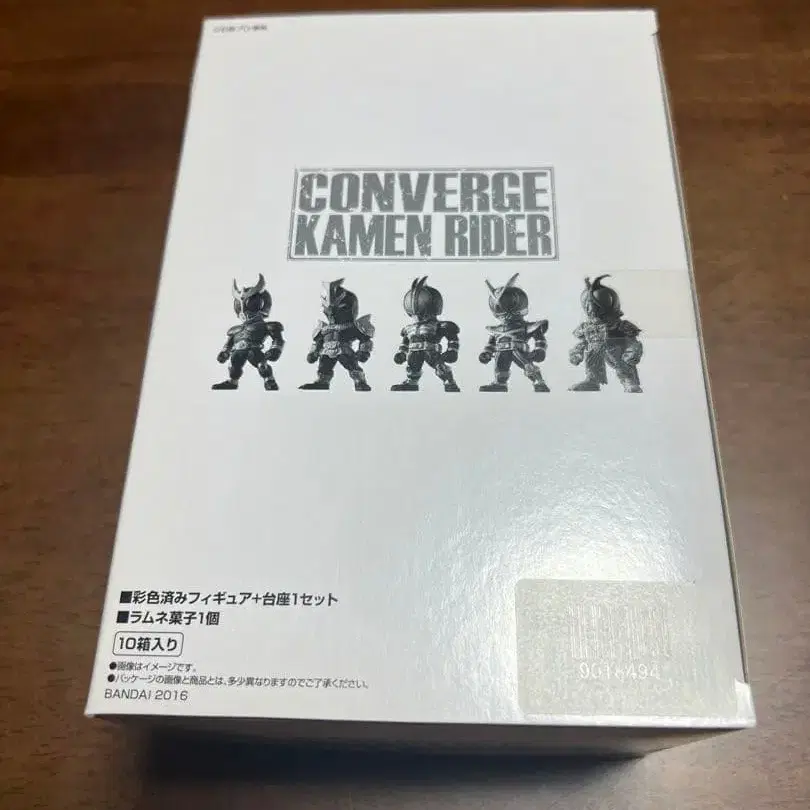 CONVERGE
KAMEN RIDER
■彩色済みフィギュア+台座1セット
■ラムネ菓子1個
10箱入り
●画像はイメージです。
●パッケージの画像と商品とは、多少異なりますのでご了承ください。
BANDAI 2016
9018494